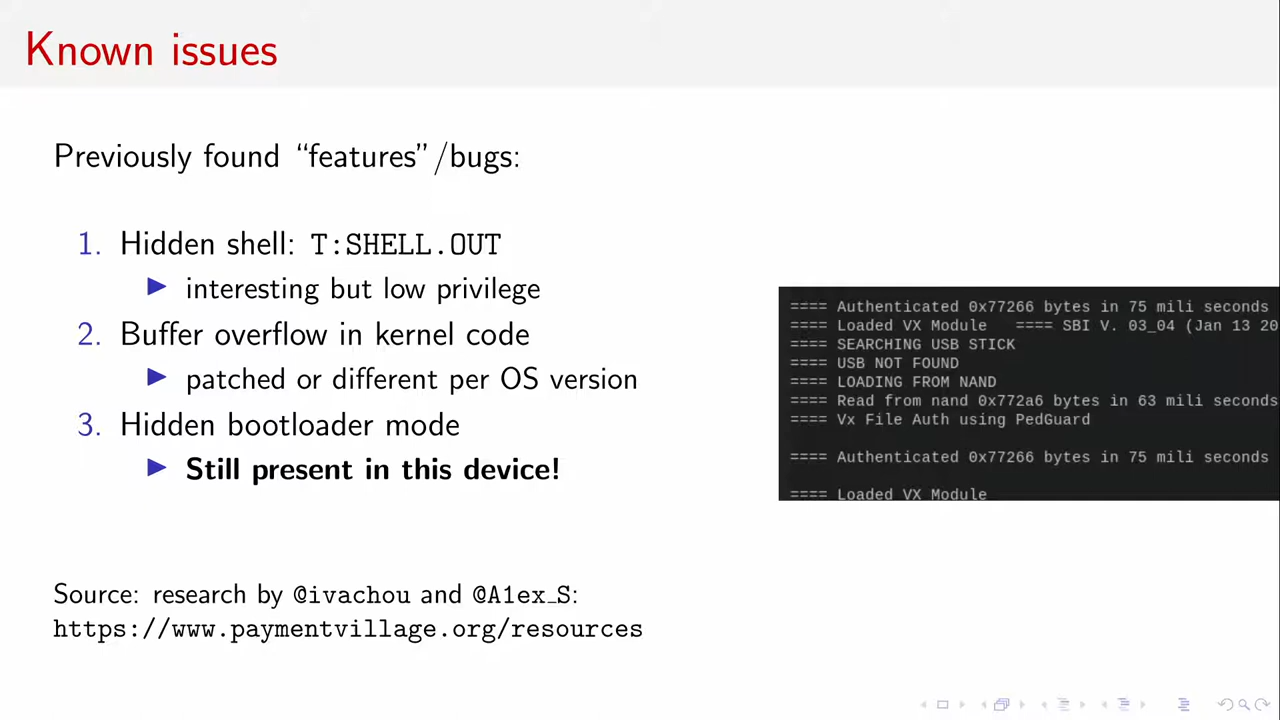 Known issues
Previously found “features”/bugs:
1. Hidden shell: T:SHELL.OUT
▶ interesting but low privilege
2. Buffer overflow in kernel code
▶ patched or different per OS version
3. Hidden bootloader mode
▶ Still present in this device!
==== Authenticated 0x77266 bytes in 75 mili seconds
==== Loaded VX Module   ==== SBI V. 03_04 (Jan 13 20
==== SEARCHING USB STICK
==== USB NOT FOUND
==== LOADING FROM NAND
==== Read from nand 0x772a6 bytes in 63 mili seconds
==== Vx File Auth using PedGuard
==== Authenticated 0x77266 bytes in 75 mili seconds
==== Loaded VX Module
Source: research by @ivachou and @A1ex_S:
https://www.paymentvillage.org/resources